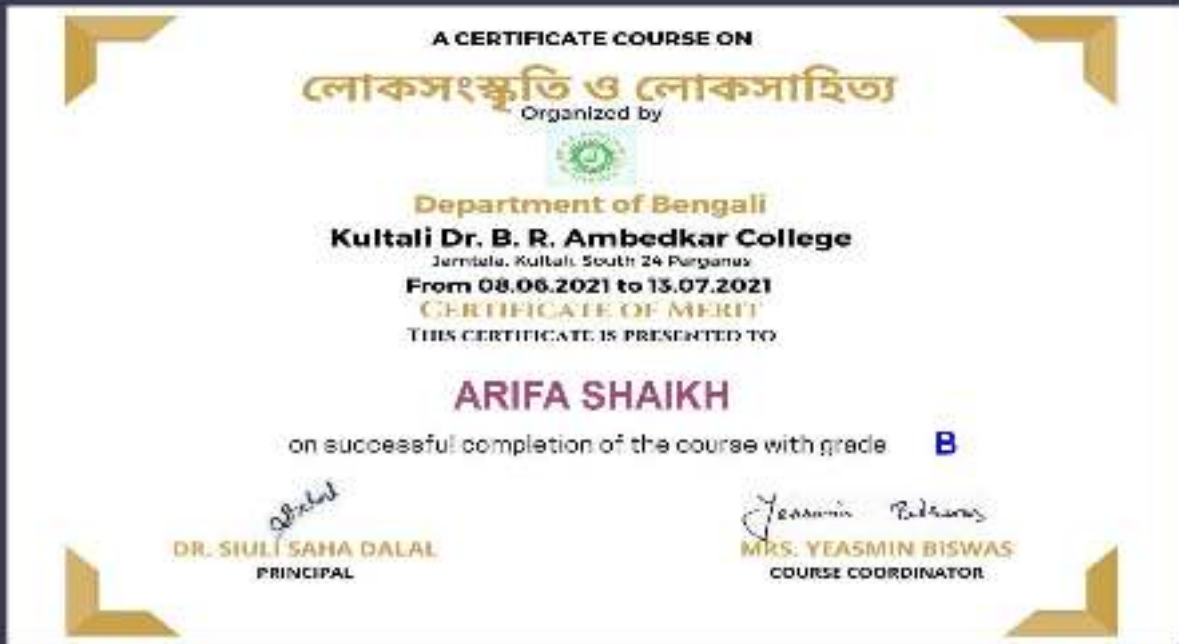 A CERTIFICATE COURSE ON
লোকসংস্কৃতি ও লোকসাহিত্য
Organized by
Department of Bengali
Kultali Dr. B. R. Ambedkar College
Jamtala, Kultali, South 24 Parganas
From 08.06.2021 to 13.07.2021
CERTIFICATE OF MERIT
THIS CERTIFICATE IS PRESENTED TO
ARIFA SHAIKH
on successful completion of the course with grade B
Yeasmin Biswas
DR. SIULI SAHA DALAL
MRS. YEASMIN BISWAS
PRINCIPAL
COURSE COORDINATOR